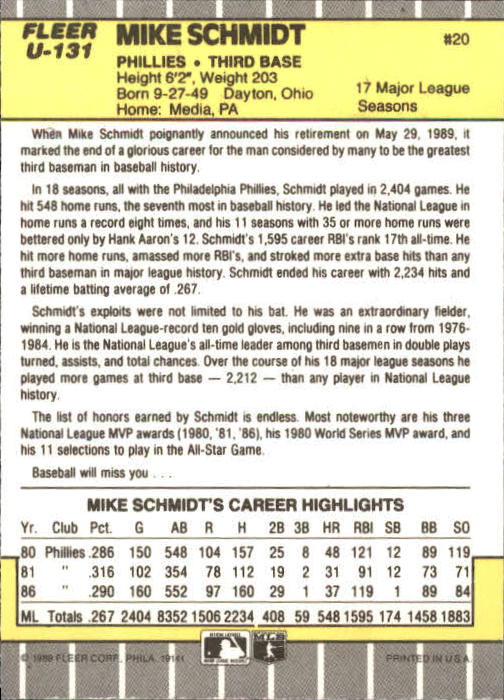 FLEER
U-131
MIKE SCHMIDT
#20
PHILLIES • THIRD BASE
Height 6'2", Weight 203
Born 9-27-49 Dayton, Ohio
Home: Media, PA
17 Major League
Seasons
When Mike Schmidt poignantly announced his retirement on May 29, 1989, it
marked the end of a glorious career for the man considered by many to be the greatest
third baseman in baseball history.
In 18 seasons, all with the Philadelphia Phillies, Schmidt played in 2,404 games. He
hit 548 home runs, the seventh most in baseball history. He led the National League in
home runs a record eight times, and his 11 seasons with 35 or more home runs were
bettered only by Hank Aaron's 12. Schmidt's 1,595 career RBI's rank 17th all-time. He
hit more home runs, amassed more RBI's, and stroked more extra base hits than any
third baseman in major league history. Schmidt ended his career with 2,234 hits and
a lifetime batting average of .267.
Schmidt's exploits were not limited to his bat. He was an extraordinary fielder,
winning a National League-record ten gold gloves, including nine in a row from 1976-
1984. He is the National League's all-time leader among third basemen in double plays
turned, assists, and total chances. Over the course of his 18 major league seasons he
played more games at third base — 2,212 — than any player in National League
history.
The list of honors earned by Schmidt is endless. Most noteworthy are his three
National League MVP awards (1980, '81, '86), his 1980 World Series MVP award, and
his 11 selections to play in the All-Star Game.
Baseball will miss you . . .
MIKE SCHMIDT'S CAREER HIGHLIGHTS
Yr. Club Pct. G AB R H 2B 3B HR RBI SB BB SO
80 Phillies .286 150 548 104 157 25 8 48 121 12 89 119
81 " .316 102 354 78 112 19 2 31 91 12 73 71
86 " .290 160 552 97 160 29 1 37 119 1 89 84
ML Totals .267 2404 8352 1506 2234 408 59 548 1595 174 1458 1883
MLB
© 1989 FLEER CORP., PHILA. 19141
PRINTED IN U.S.A.